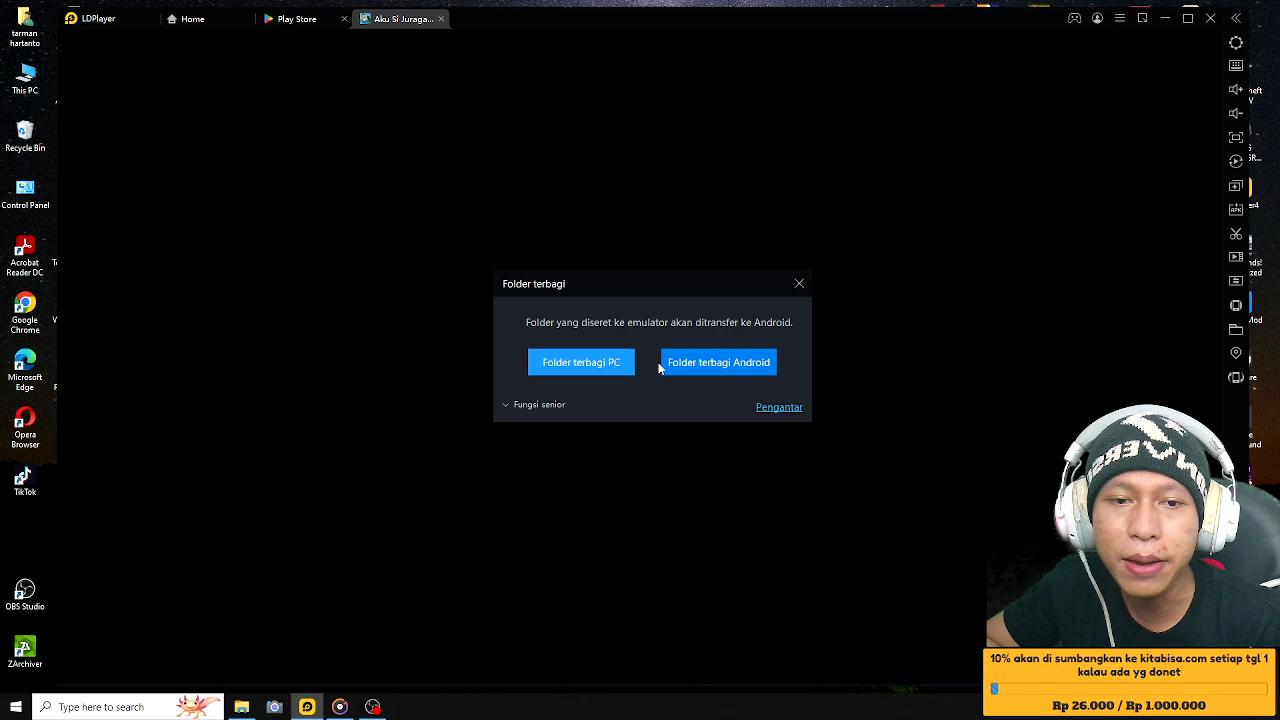 LDPlayer
Home
Play Store
Aku Si Juraga...
tarman
hartanto
This PC
Recycle Bin
Control Panel
Acrobat
Reader DC
Google
Chrome
Microsoft
Edge
Opera
Browser
TikTok
OBS Studio
ZArchiver
APK
Folder terbagi
Folder yang diseret ke emulator akan ditransfer ke Android.
Folder terbagi PC
Folder terbagi Android
Fungsi senior
Pengantar
10% akan di sumbangkan ke kitabisa.com setiap tgl 1
kalau ada yg donet
Rp 26.000 / Rp 1.000.000
Type here to search